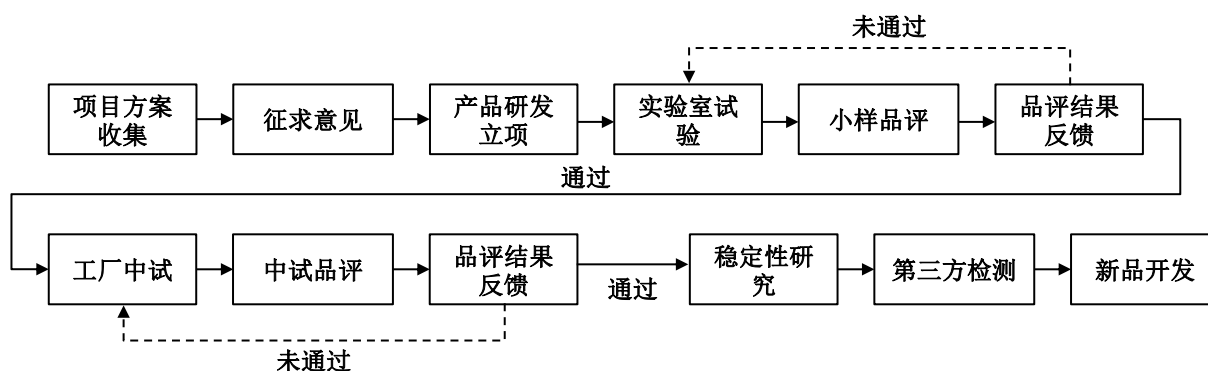 未通过
项目方案
收集
征求意见
产品研发
立项
实验室试
验
小样品评
品评结果
反馈
通过
工厂中试
中试品评
品评结果
反馈
通过
稳定性研
究
第三方检测
新品开发
未通过